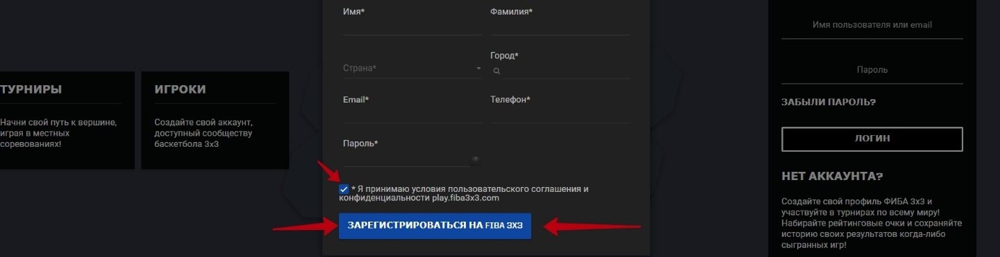 ТУРНИРЫ
Начни свой путь к вершине,
играя в местных
соревнованиях!
ИГРОКИ
Создайте свой аккаунт,
доступный сообществу
баскетбола 3х3
Имя*
Фамилия*
Страна*
Город*
Email*
Телефон*
Пароль*
* Я принимаю условия пользовательского соглашения и
конфиденциальности play.fiba3x3.com
ЗАРЕГИСТРИРОВАТЬСЯ НА FIBA 3X3
Имя пользователя или email
Пароль
ЗАБЫЛИ ПАРОЛЬ?
ЛОГИН
НЕТ АККАУНТА?
Создайте свой профиль ФИБА 3х3 и
участвуйте в турнирах по всему миру!
Набирайте рейтинговые очки и сохраняйте
историю своих результатов когда-либо
сыгранных игр!